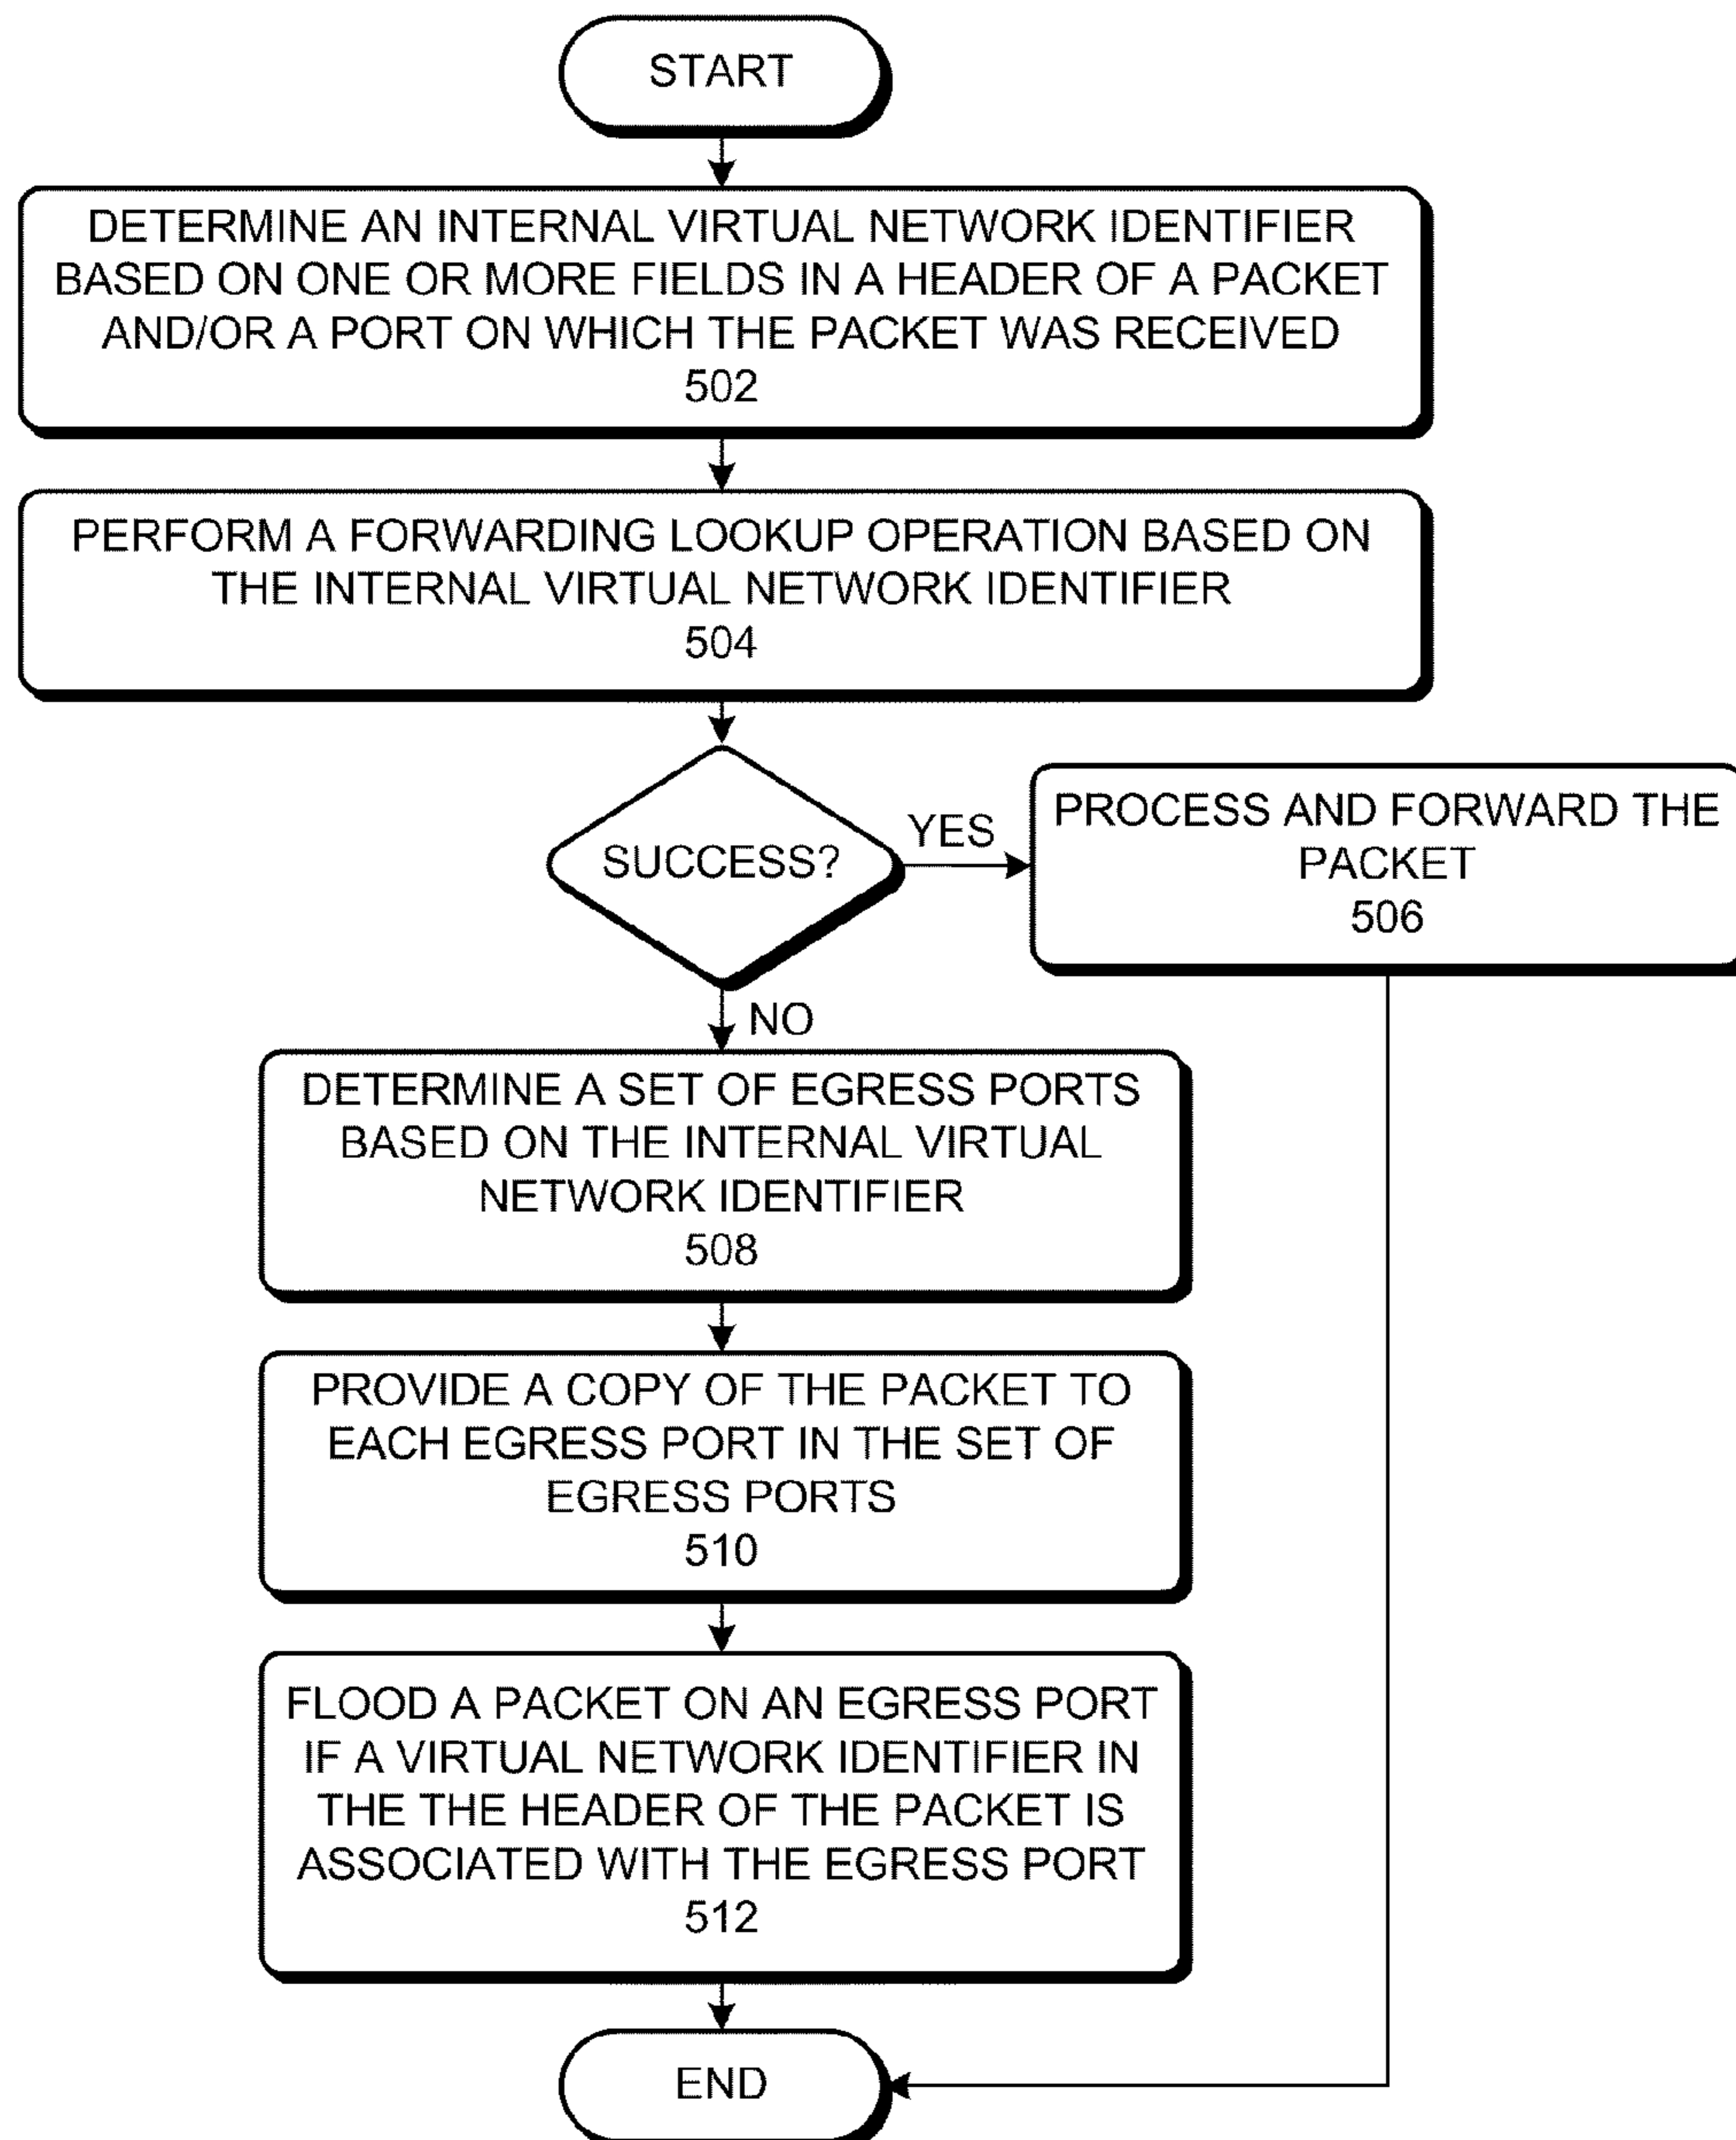 START
DETERMINE AN INTERNAL VIRTUAL NETWORK IDENTIFIER
BASED ON ONE OR MORE FIELDS IN A HEADER OF A PACKET
AND/OR A PORT ON WHICH THE PACKET WAS RECEIVED
502
PERFORM A FORWARDING LOOKUP OPERATION BASED ON
THE INTERNAL VIRTUAL NETWORK IDENTIFIER
504
SUCCESS?
YES
PROCESS AND FORWARD THE
PACKET
506
NO
DETERMINE A SET OF EGRESS PORTS
BASED ON THE INTERNAL VIRTUAL
NETWORK IDENTIFIER
508
PROVIDE A COPY OF THE PACKET TO
EACH EGRESS PORT IN THE SET OF
EGRESS PORTS
510
FLOOD A PACKET ON AN EGRESS PORT
IF A VIRTUAL NETWORK IDENTIFIER IN
THE THE HEADER OF THE PACKET IS
ASSOCIATED WITH THE EGRESS PORT
512
END